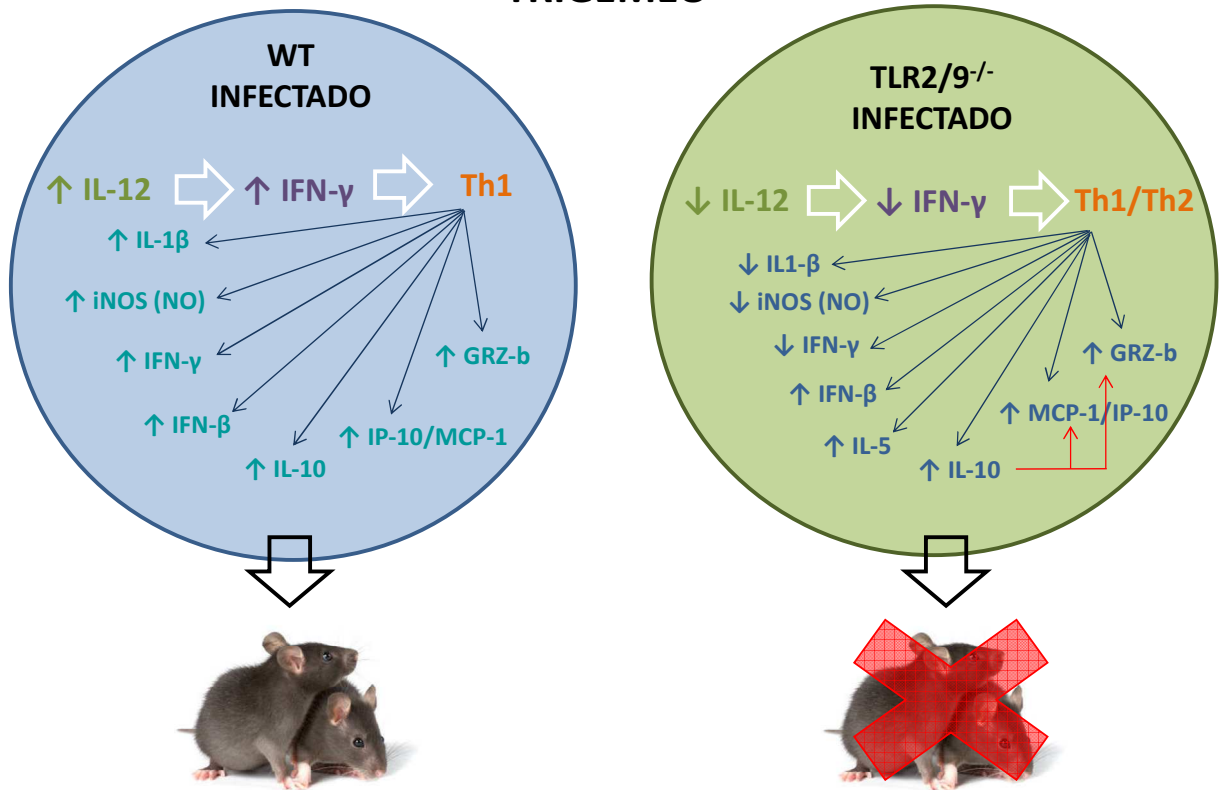 WT
INFECTADO
↑ IL-12
↑ IFN-γ
Th1
↑ IL-1β
↑ iNOS (NO)
↑ IFN-γ
↑ IFN-β
↑ IL-10
↑ IP-10/MCP-1
↑ GRZ-b
TLR2/9-/-
INFECTADO
↓ IL-12
↓ IFN-γ
Th1/Th2
↓ IL1-β
↓ iNOS (NO)
↓ IFN-γ
↑ IFN-β
↑ IL-5
↑ IL-10
↑ MCP-1/IP-10
↑ GRZ-b